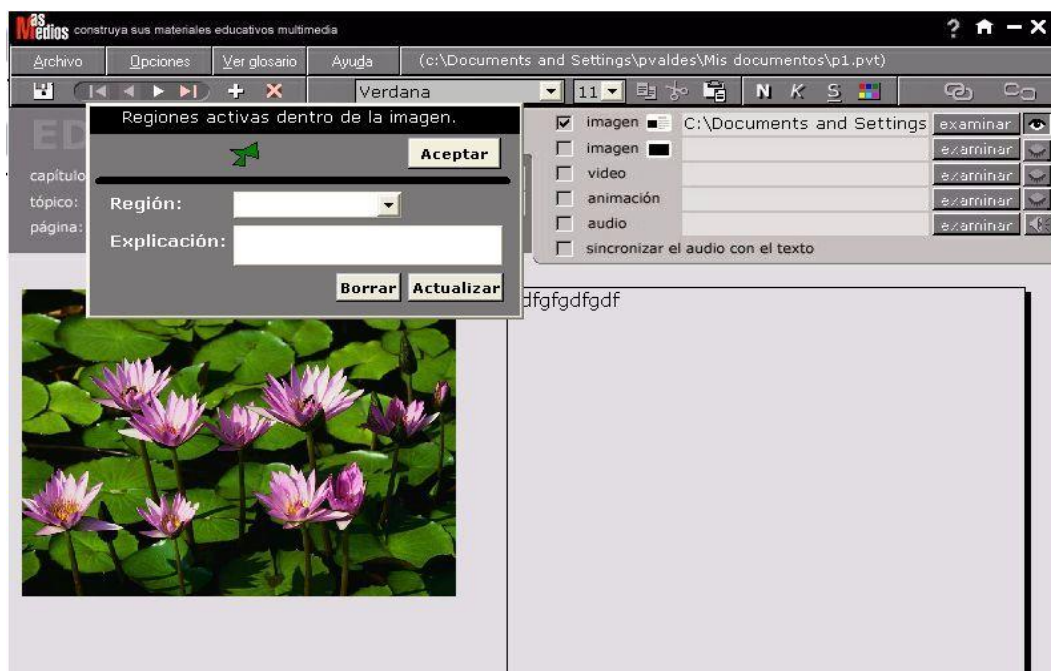 mas Medios construya sus materiales educativos multimedia ?
Archivo Opciones Ver glosario Ayuda (c:\Documents and Settings\pvaldes\Mis documentos\p1.pvt)
Verdana 11 N K S
Regiones activas dentro de la imagen.
Aceptar
Región:
Explicación:
Borrar Actualizar
ED
capítulo
tópico:
página:
imagen C:\Documents and Settings examinar
imagen examinar
video examinar
animación examinar
audio examinar
sincronizar el audio con el texto
dfgfgdfgdf